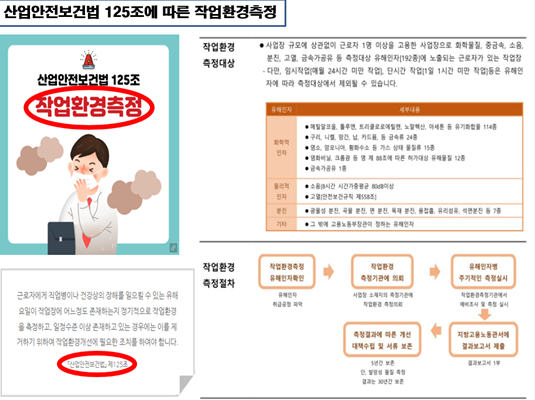 산업안전보건법 125조에 따른 작업환경측정
산업안전보건법 125조
작업환경측정
근로자에게 직업병이나 건강상의 장해를 일으킬 수 있는 유해
요일이 작업장에 어느정도 존재하는지 정기적으로 작업환경
을 측정하고, 일정수준 이상 존재하고 있는 경우에는 이를 제
거하기 위하여 작업환경개선에 필요한 조치를 하여야 합니다.
「산업안전보건법」 제125조
작업환경
측정대상
● 사업장 규모에 상관없이 근로자 1명 이상을 고용한 사업장으로 화학물질, 중금속, 소음,
분진, 고열, 금속가공유 등 측정대상 유해인자[192종]에 노출되는 근로자가 있는 작업장
- 다만, 임시작업[매월 24시간 미만 작업], 단시간 작업[1일 1시간 미만 작업]등은 유해인
자에 따라 측정대상에서 제외될 수 있습니다.
유해인자 세부내용
화학적
인자
● 메틸알코올, 톨루엔, 트리클로로에틸렌, 노말헥산, 아세톤 등 유기화합물 114종
● 구리, 니켈, 망간, 납, 카드뮴, 등 금속류 24종
● 염소, 암모니아, 황화수소 등 가스 상태 물질류 15종
● 염화비닐, 크롬광 등 영 제 88조에 따른 허가대상 유해물질 12종
● 금속가공유 1종
물리적
인자
● 소음(8시간 시간가중평균 80dB이상
● 고열(안전보건규칙 제558조)
분진 ● 광물성 분진, 곡물 분진, 면 분진, 목재 분진, 용접흄, 유리섬유, 석면분진 등 7종
기타 ● 그 밖에 고용노동부장관이 정하는 유해인자
작업환경
측정절차
작업환경측정
유해인자확인
유해인자
취급공정 파악
작업환경
측정기관에 의뢰
사업장 소재지의 측정기관에
작업환경 측정의뢰
유해인자별
주기적인 측정실시
작업환경측정기관에서
예비조사 및 측정 실시
지방고용노동관서에
결과보고서 제출
결과보고서 1부
측정결과에 따른 개선
대책수립 및 서류 보존
5년간 보존
단, 발암성 물질 측정
결과는 30년간 보존